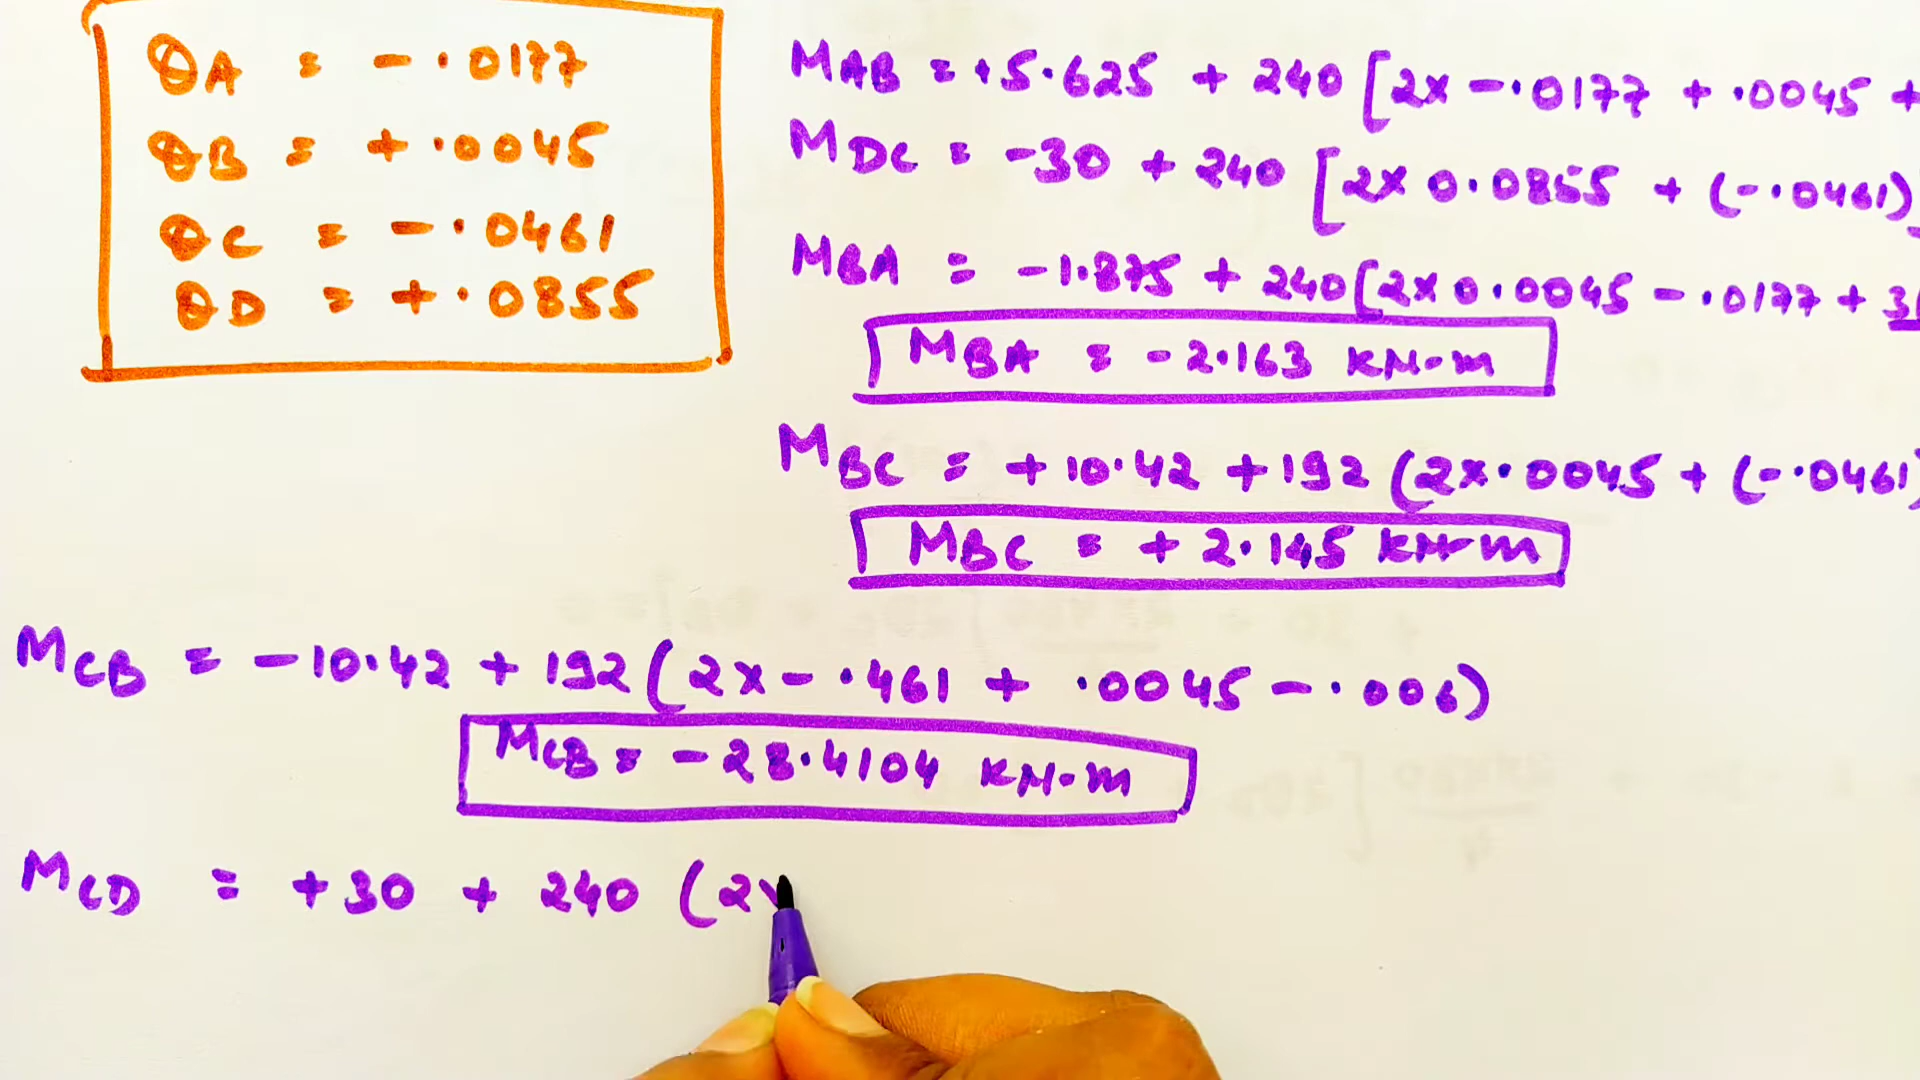 θA = -.0177
θB = +.0045
θC = -.0461
θD = +.0855
MAB = +5.625 + 240 [2x -.0177 + .0045 +
MDC = -30 + 240 [2x 0.0855 + (-.0461)
MBA = -1.875 + 240 [2x 0.0045 - .0177 +
MBA = -2.163 KN-m
MBC = +10.42 + 192 (2x .0045 + (-.0461)
MBC = +2.145 KN-m
MCB = -10.42 + 192 (2x - .461 + .0045 - .006)
MCB = -28.4104 KN-m
MCD = +30 + 240 (2x